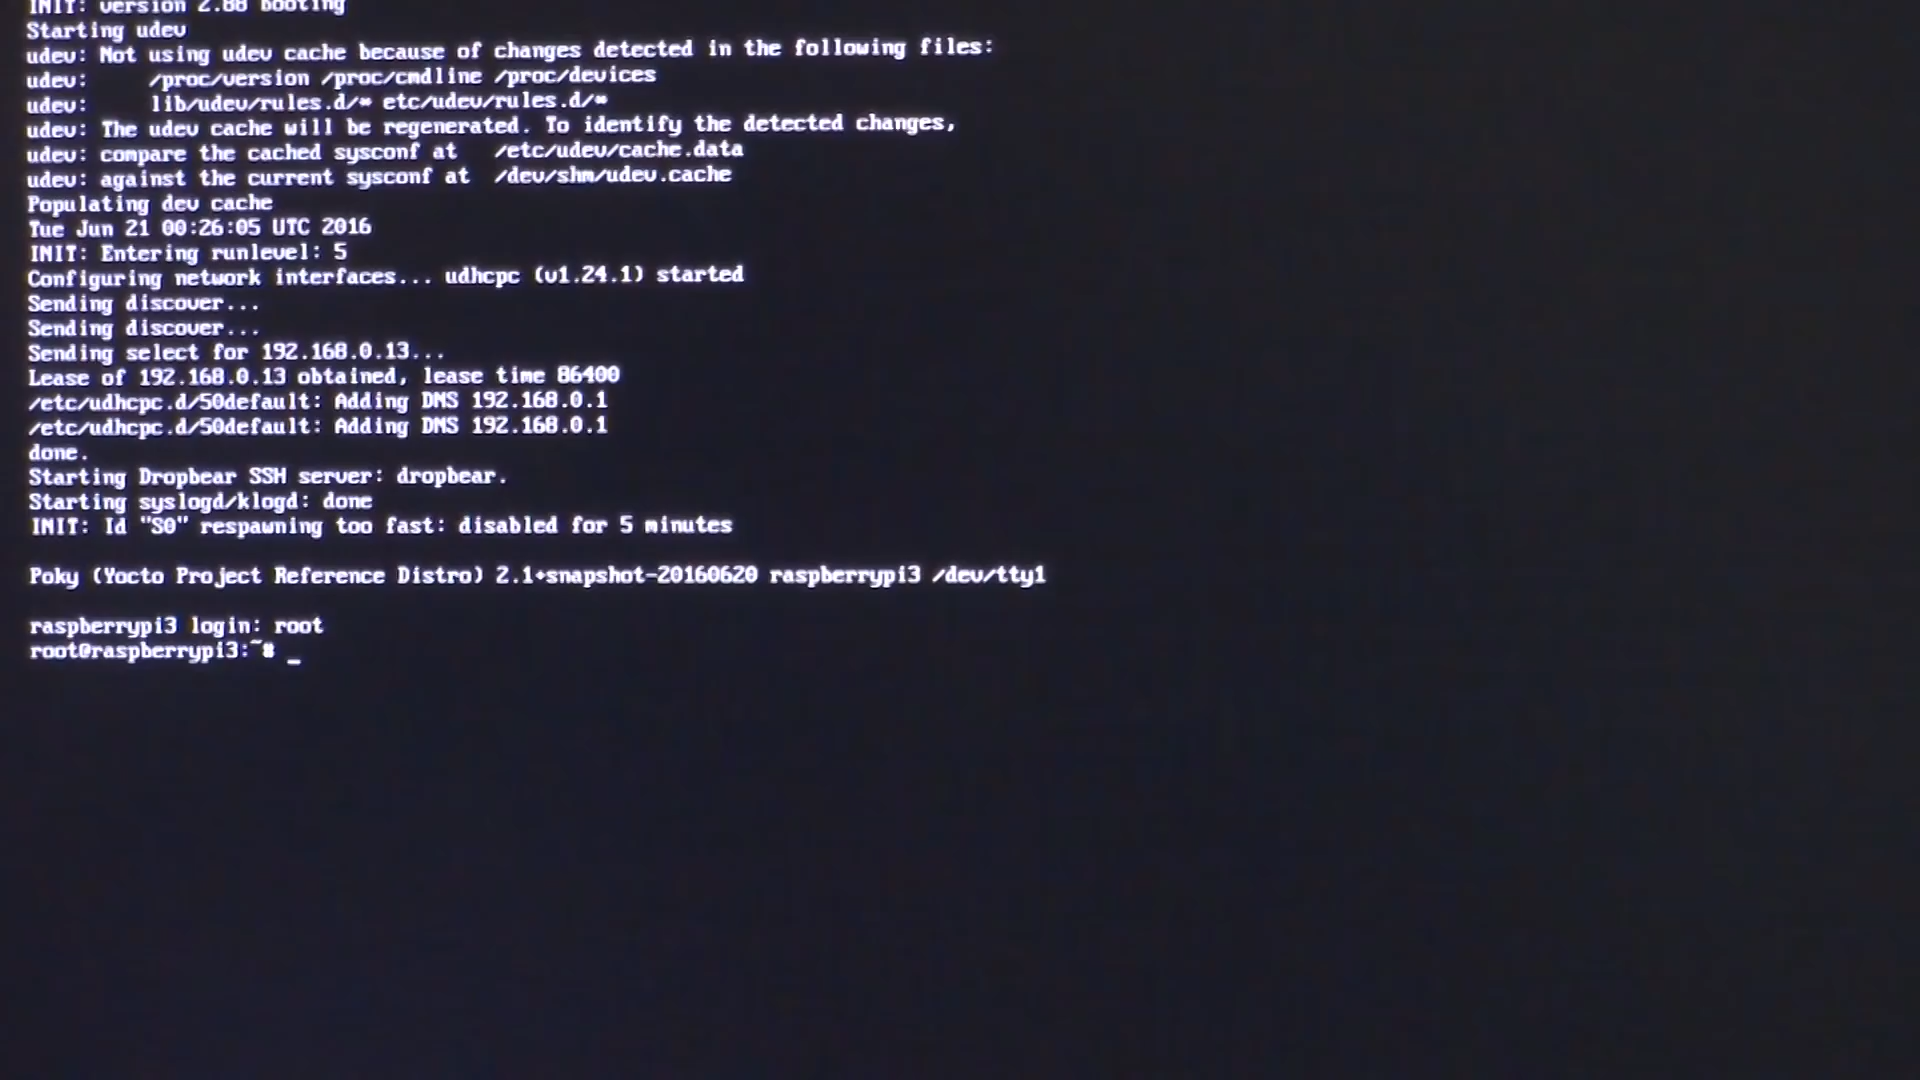 INIT: version 2.88 booting
Starting udev
udev: Not using udev cache because of changes detected in the following files:
udev:     /proc/version /proc/cmdline /proc/devices
udev:     lib/udev/rules.d/* etc/udev/rules.d/*
udev: The udev cache will be regenerated. To identify the detected changes,
udev: compare the cached sysconf at   /etc/udev/cache.data
udev: against the current sysconf at  /dev/shm/udev.cache
Populating dev cache
Tue Jun 21 00:26:05 UTC 2016
INIT: Entering runlevel: 5
Configuring network interfaces... udhcpc (v1.24.1) started
Sending discover...
Sending discover...
Sending select for 192.168.0.13...
Lease of 192.168.0.13 obtained, lease time 86400
/etc/udhcpc.d/50default: Adding DNS 192.168.0.1
/etc/udhcpc.d/50default: Adding DNS 192.168.0.1
done.
Starting Dropbear SSH server: dropbear.
Starting syslogd/klogd: done
INIT: Id "S0" respawning too fast: disabled for 5 minutes
Poky (Yocto Project Reference Distro) 2.1+snapshot-20160620 raspberrypi3 /dev/tty1
raspberrypi3 login: root
root@raspberrypi3:~# _